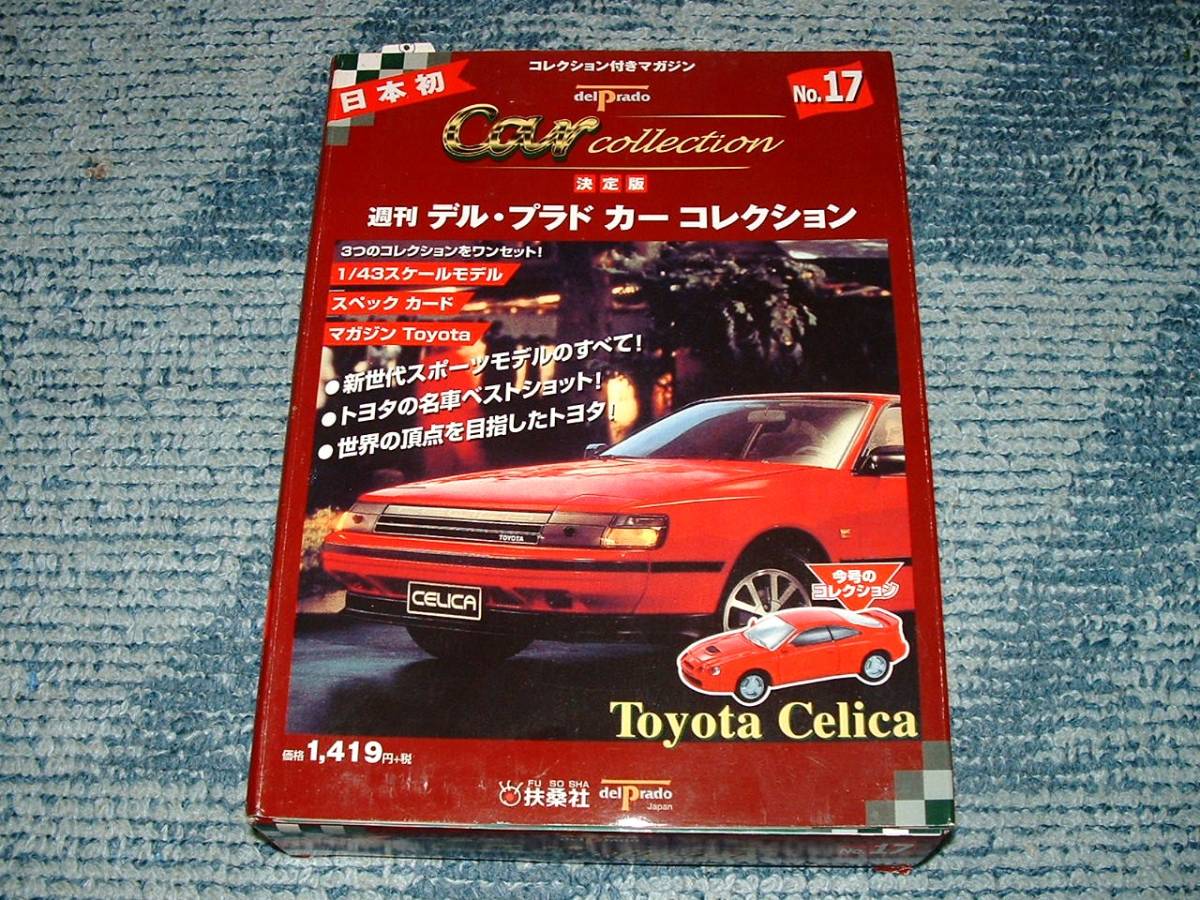 コレクション付きマガジン
日本初
No.17
delPrado
Car collection
決定版
週刊 デル・プラド カー コレクション
3つのコレクションをワンセット!
1/43スケールモデル
スペック カード
マガジン Toyota
●新世代スポーツモデルのすべて!
●トヨタの名車ベストショット!
●世界の頂点を目指したトヨタ!
TOYOTA
CELICA
今号の
コレクション
Toyota Celica
価格1,419円+税
FU SO SHA
扶桑社
delPrado
Japan
No.17